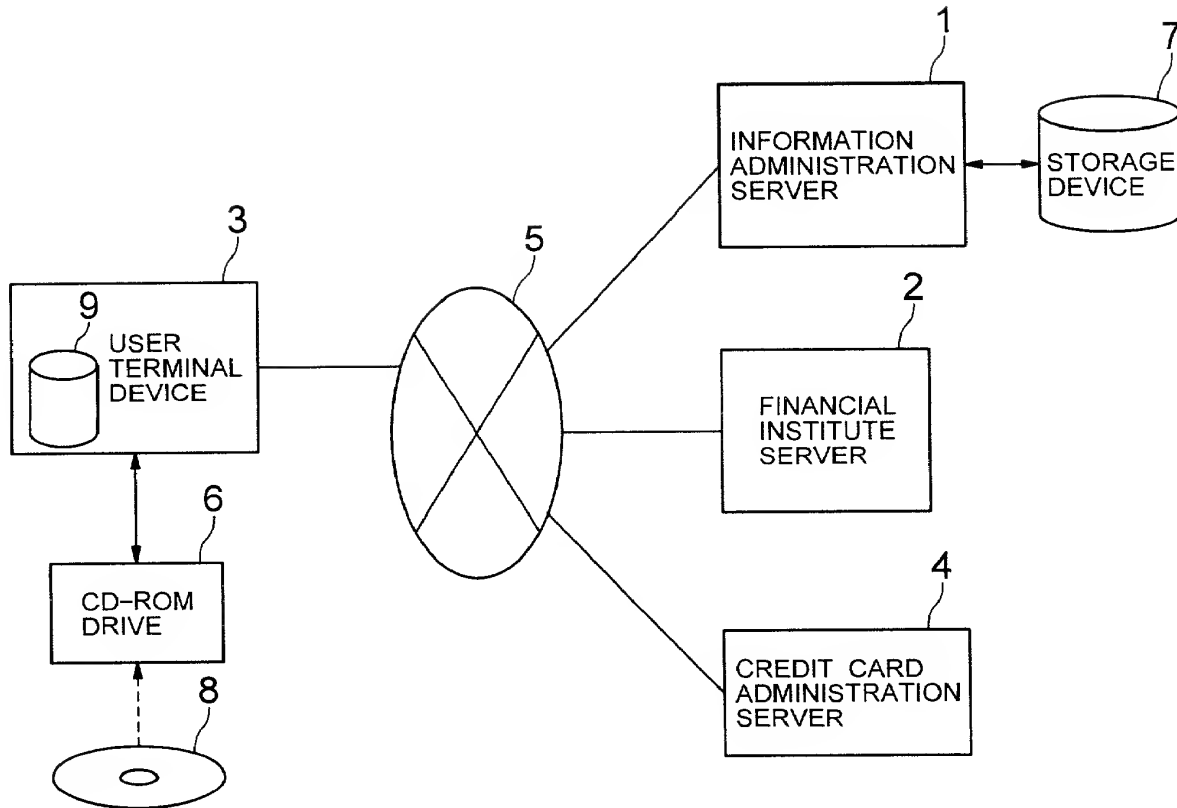 1
7
INFORMATION
ADMINISTRATION
SERVER
STORAGE
DEVICE
3
5
9
USER
TERMINAL
DEVICE
2
FINANCIAL
INSTITUTE
SERVER
6
CD-ROM
DRIVE
4
CREDIT CARD
ADMINISTRATION
SERVER
8